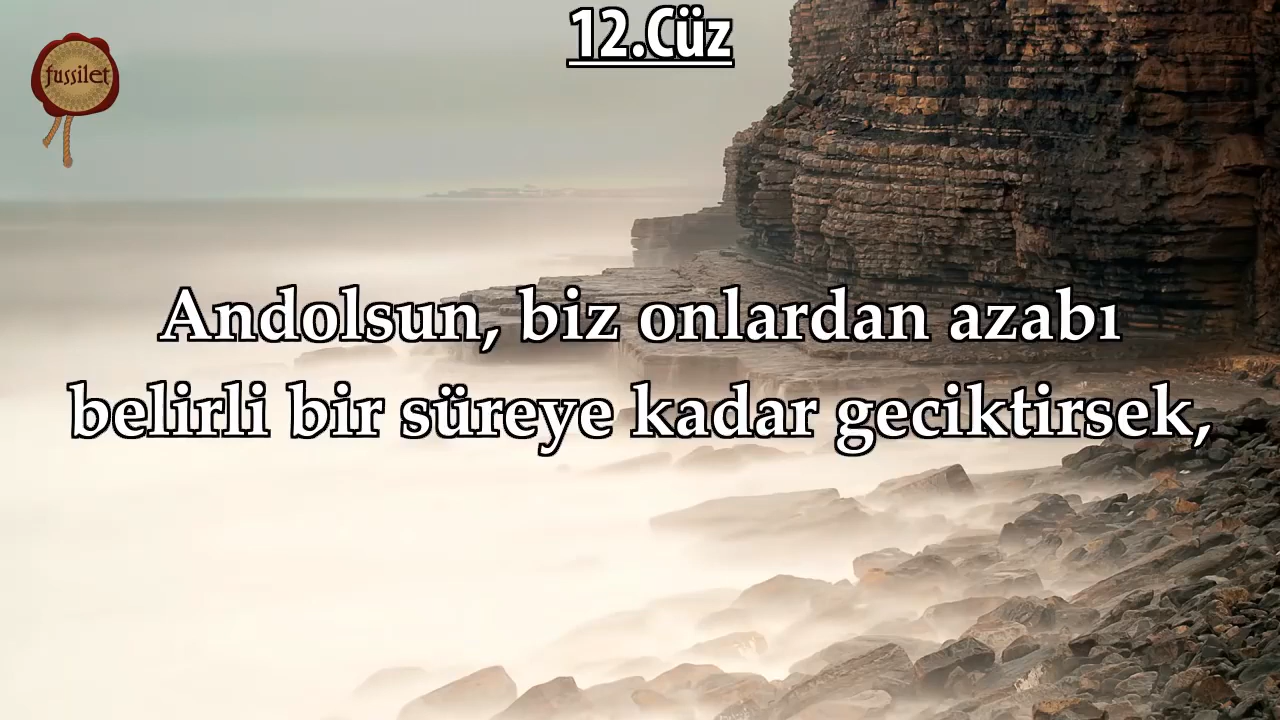 12.Cüz
fussilet
Andolsun, biz onlardan azabı
belirli bir süreye kadar geciktirsek,